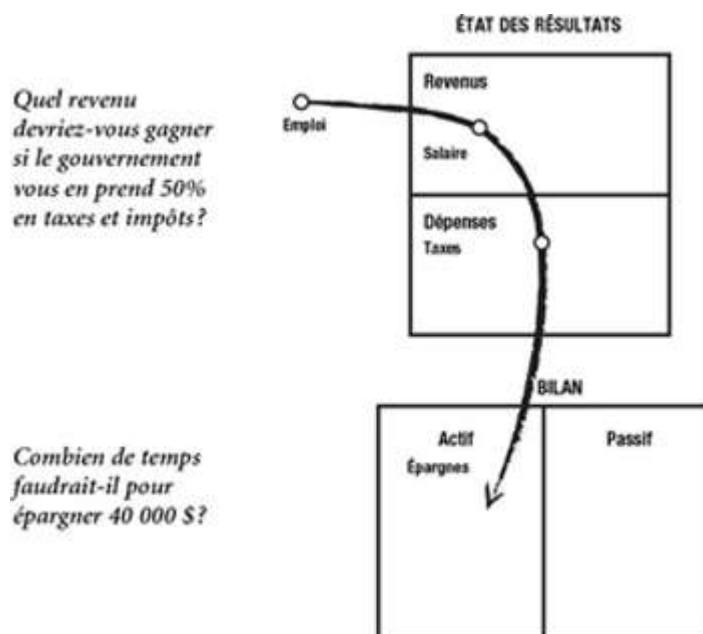 ÉTAT DES RÉSULTATS
Quel revenu
devriez-vous gagner
si le gouvernement
vous en prend 50%
en taxes et impôts?
Revenus
Emploi
Salaire
Dépenses
Taxes
BILAN
Combien de temps
faudrait-il pour
épargner 40 000 $?
Actif
Épargnes
Passif